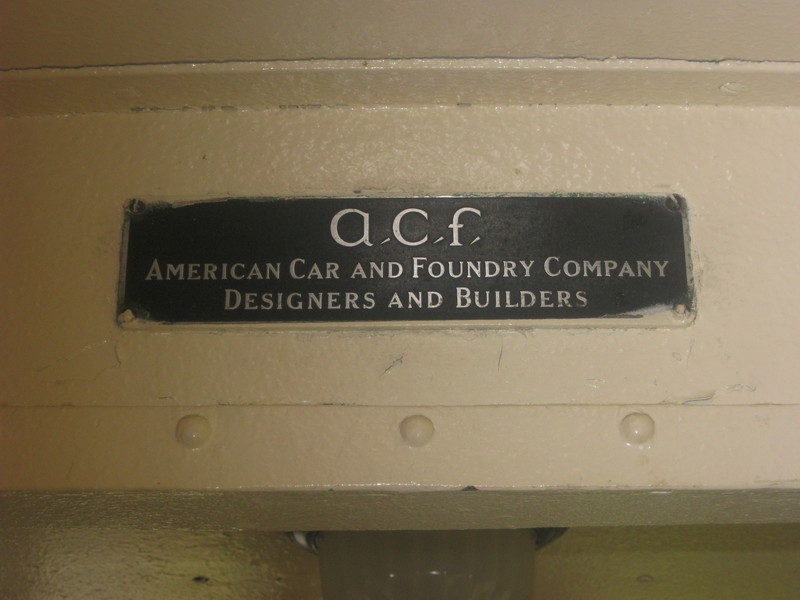 a.c.f.
American Car and Foundry Company
Designers and Builders